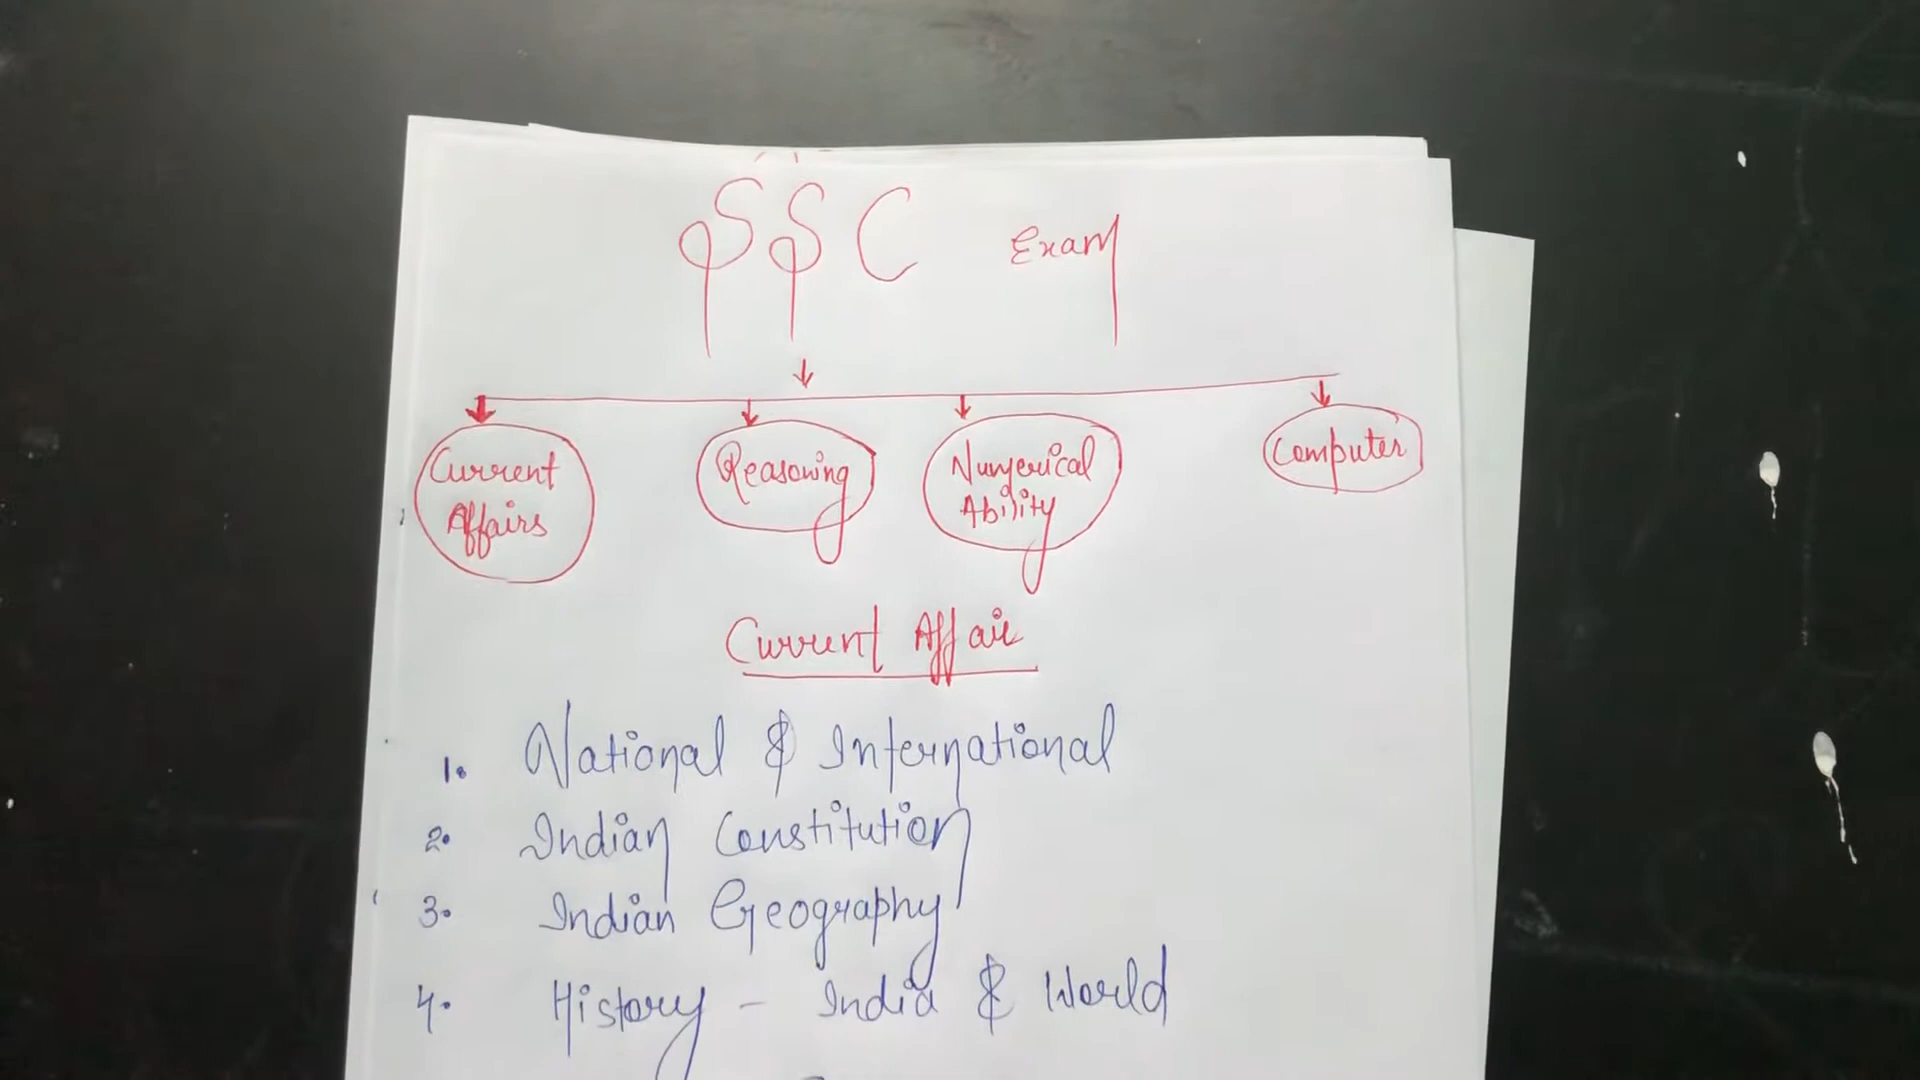 SSC Exam
Current Affairs
Reasoning
Numerical Ability
Computer
Current Affair
1. National & International
2. Indian Constitution
3. Indian Geography
4. History - India & World